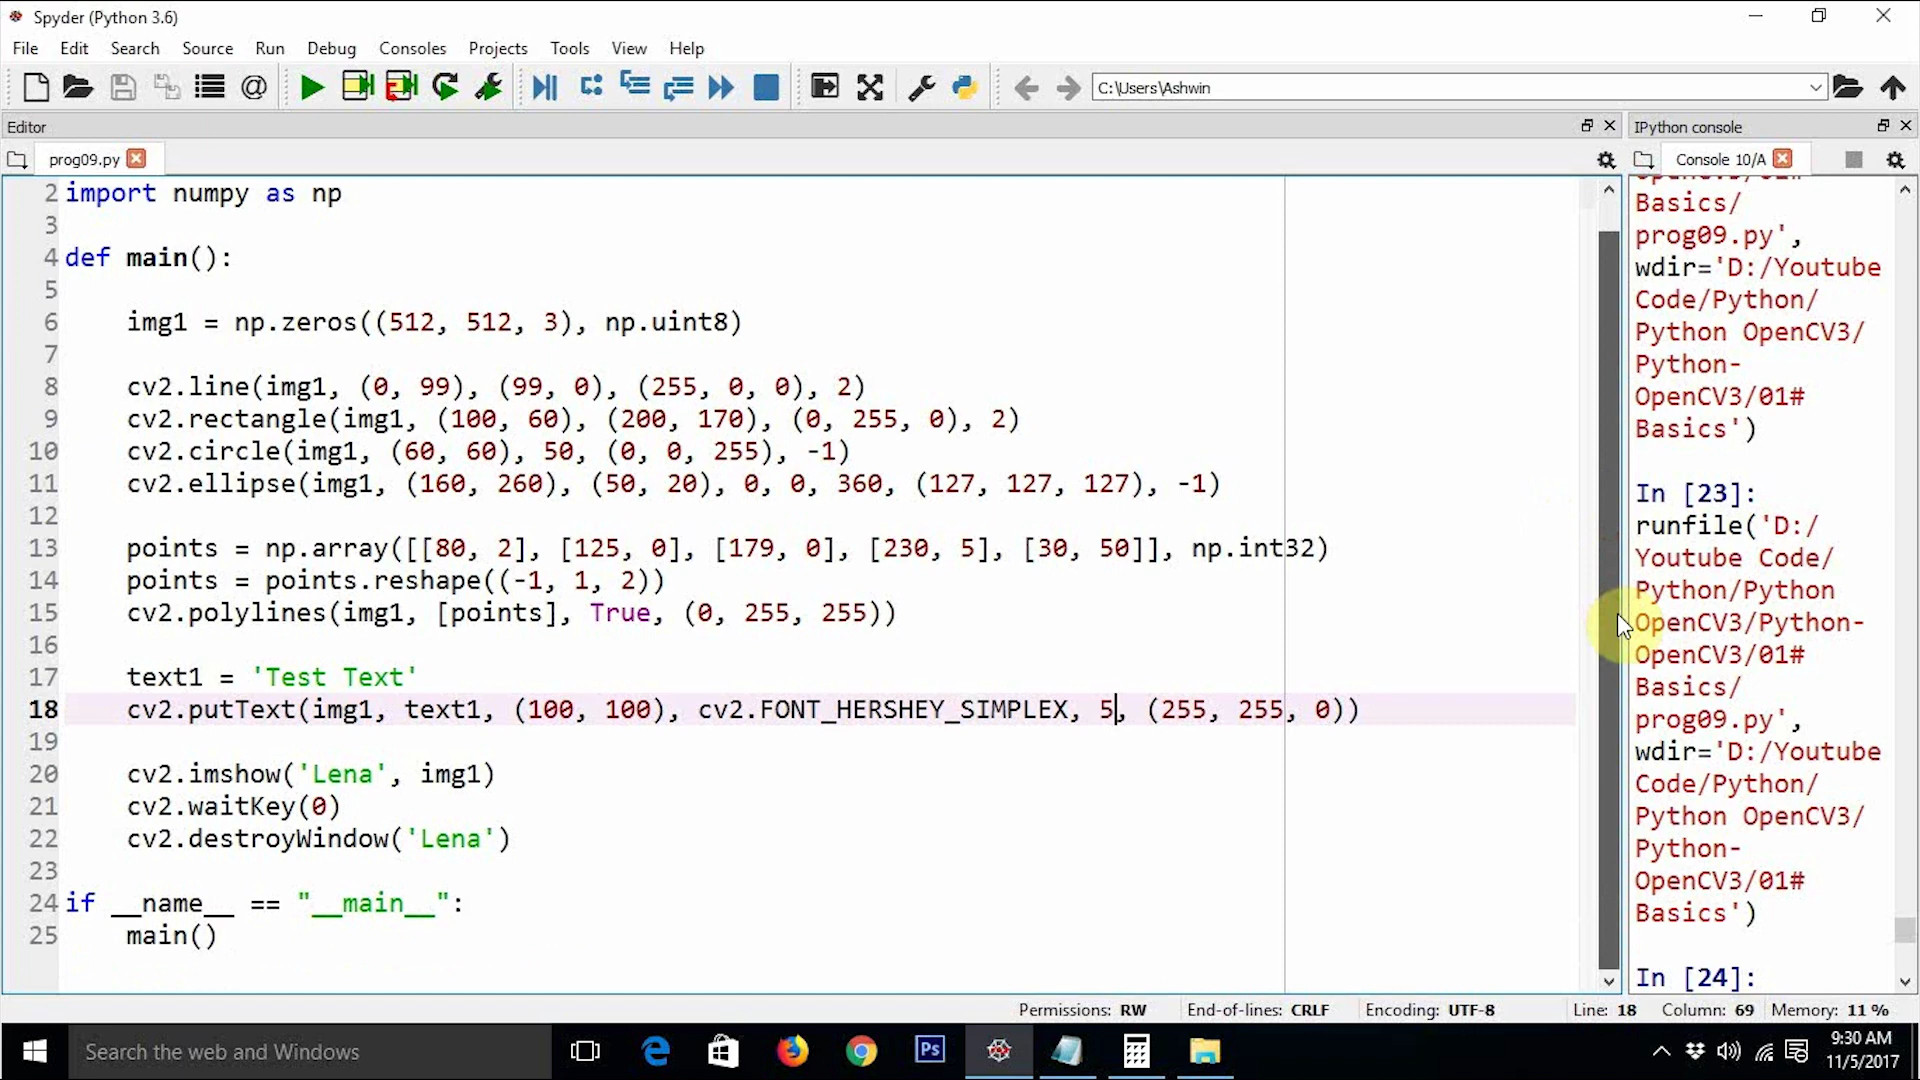 Spyder (Python 3.6)
File Edit Search Source Run Debug Consoles Projects Tools View Help
C:\Users\Ashwin
Editor
prog09.py
2 import numpy as np
3
4 def main():
5
6 img1 = np.zeros((512, 512, 3), np.uint8)
7
8 cv2.line(img1, (0, 99), (99, 0), (255, 0, 0), 2)
9 cv2.rectangle(img1, (100, 60), (200, 170), (0, 255, 0), 2)
10 cv2.circle(img1, (60, 60), 50, (0, 0, 255), -1)
11 cv2.ellipse(img1, (160, 260), (50, 20), 0, 0, 360, (127, 127, 127), -1)
12
13 points = np.array([[80, 2], [125, 0], [179, 0], [230, 5], [30, 50]], np.int32)
14 points = points.reshape((-1, 1, 2))
15 cv2.polylines(img1, [points], True, (0, 255, 255))
16
17 text1 = 'Test Text'
18 cv2.putText(img1, text1, (100, 100), cv2.FONT_HERSHEY_SIMPLEX, 5, (255, 255, 0))
19
20 cv2.imshow('Lena', img1)
21 cv2.waitKey(0)
22 cv2.destroyWindow('Lena')
23
24 if __name__ == "__main__":
25 main()
IPython console
Console 10/A
Basics/
prog09.py',
wdir='D:/Youtube
Code/Python/
Python OpenCV3/
Python-
OpenCV3/01#
Basics')
In [23]:
runfile('D:/
Youtube Code/
Python/Python
OpenCV3/Python-
OpenCV3/01#
Basics/
prog09.py',
wdir='D:/Youtube
Code/Python/
Python OpenCV3/
Python-
OpenCV3/01#
Basics')
In [24]:
Permissions: RW End-of-lines: CRLF Encoding: UTF-8 Line: 18 Column: 69 Memory: 11 %
Search the web and Windows
Ps
9:30 AM
11/5/2017